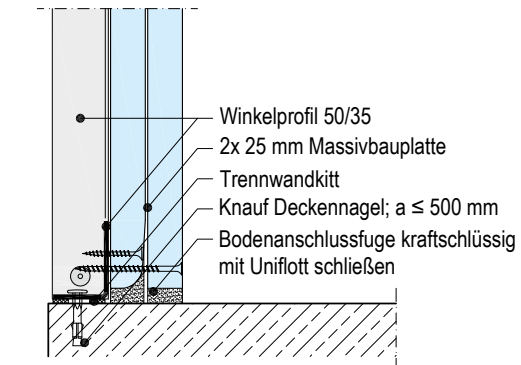 Winkelprofil 50/35
2x 25 mm Massivbauplatte
Trennwandkitt
Knauf Deckennagel; a ≤ 500 mm
Bodenanschlussfuge kraftschlüssig
mit Uniflott schließen